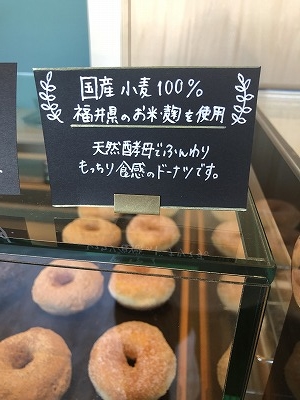 国産小麦100%
福井県のお米・麹を使用
天然酵母でふんわり
もっちり食感のドーナツです。